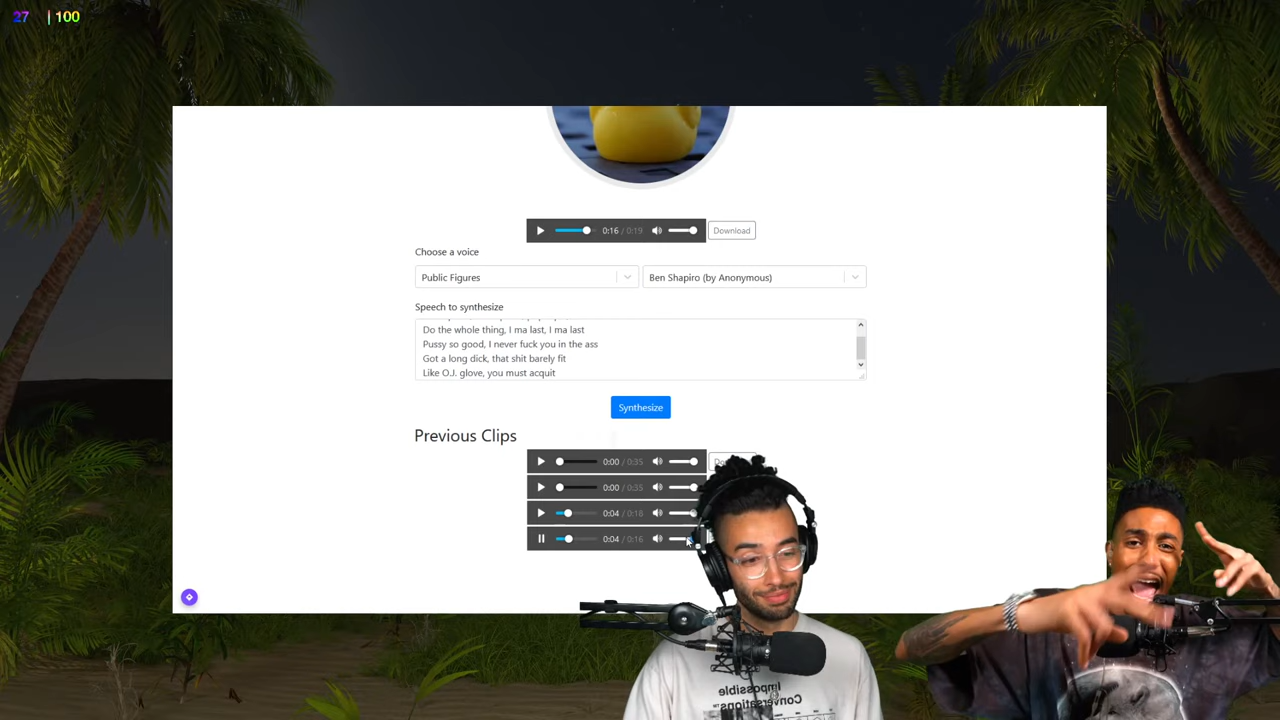 27 | 100
0:16 / 0:19
Download
Choose a voice
Public Figures
Ben Shapiro (by Anonymous)
Speech to synthesize
Do the whole thing, I ma last, I ma last
Pussy so good, I never fuck you in the ass
Got a long dick, that shit barely fit
Like O.J. glove, you must acquit
Synthesize
Previous Clips
0:00 / 0:35
0:00 / 0:35
0:04 / 0:18
0:04 / 0:16
Impossible
Conversations™